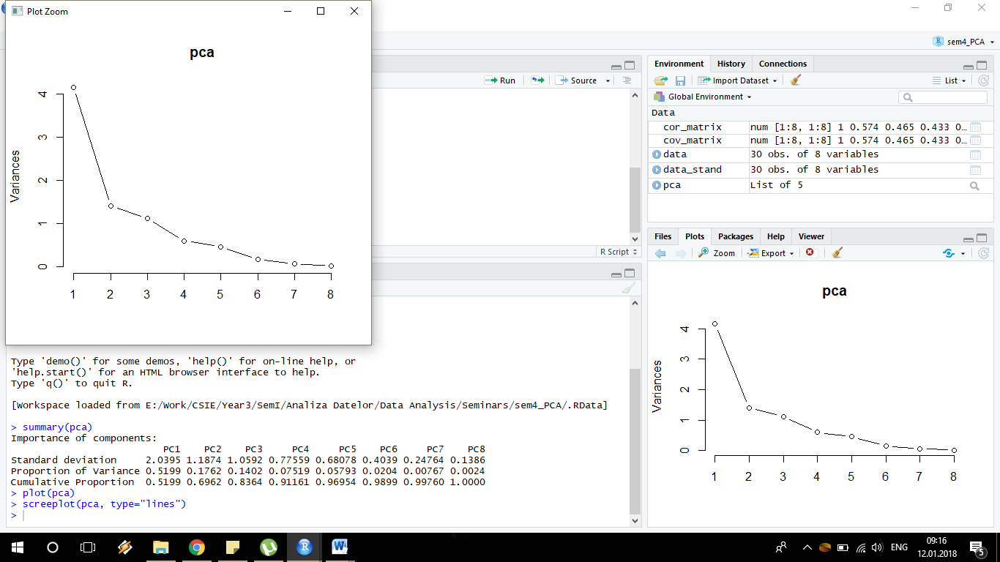 Plot Zoom
pca
Variances
4
3
2
1
0
1 2 3 4 5 6 7 8
sem4_PCA
Run
Source
R Script
Type 'demo()' for some demos, 'help()' for on-line help, or
'help.start()' for an HTML browser interface to help.
Type 'q()' to quit R.
[Workspace loaded from E:/Work/CSIE/Year3/SemI/Analiza Datelor/Data Analysis/Seminars/sem4_PCA/.RData]
> summary(pca)
Importance of components:
PC1 PC2 PC3 PC4 PC5 PC6 PC7 PC8
Standard deviation 2.0395 1.1874 1.0592 0.77559 0.68078 0.4039 0.24764 0.1386
Proportion of Variance 0.5199 0.1762 0.1402 0.07519 0.05793 0.0204 0.00767 0.0024
Cumulative Proportion 0.5199 0.6962 0.8364 0.91161 0.96954 0.9899 0.99760 1.0000
> plot(pca)
> screeplot(pca, type="lines")
>
Environment History Connections
Import Dataset List
Global Environment
Data
cor_matrix num [1:8, 1:8] 1 0.574 0.465 0.433 0…
cov_matrix num [1:8, 1:8] 1 0.574 0.465 0.433 0…
data 30 obs. of 8 variables
data_stand 30 obs. of 8 variables
pca List of 5
Files Plots Packages Help Viewer
Zoom Export
pca
Variances
4
3
2
1
0
1 2 3 4 5 6 7 8
ENG
09:16
12.01.2018
5